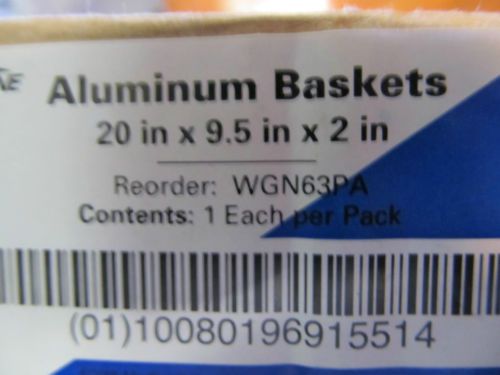 Aluminum Baskets
20 in x 9.5 in x 2 in
Reorder: WGN63PA
Contents: 1 Each per Pack
(01)10080196915514